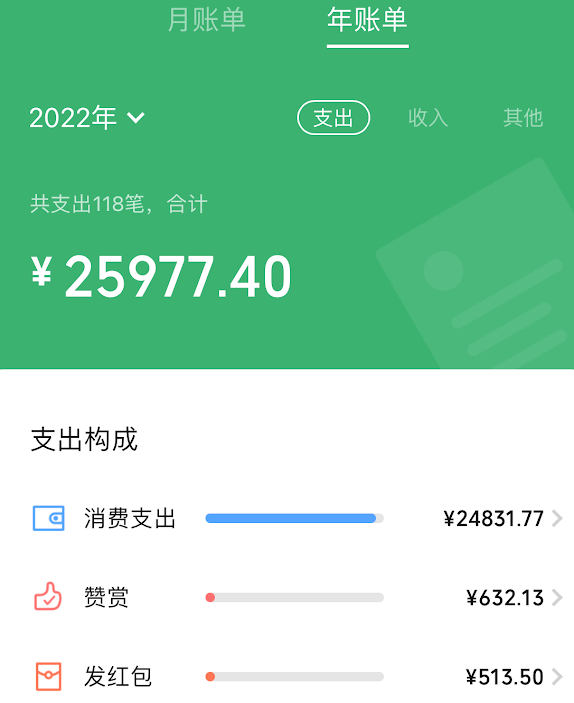 月账单 年账单
2022年 支出 收入 其他
共支出118笔，合计
¥25977.40
支出构成
消费支出 ¥24831.77
赞赏 ¥632.13
发红包 ¥513.50